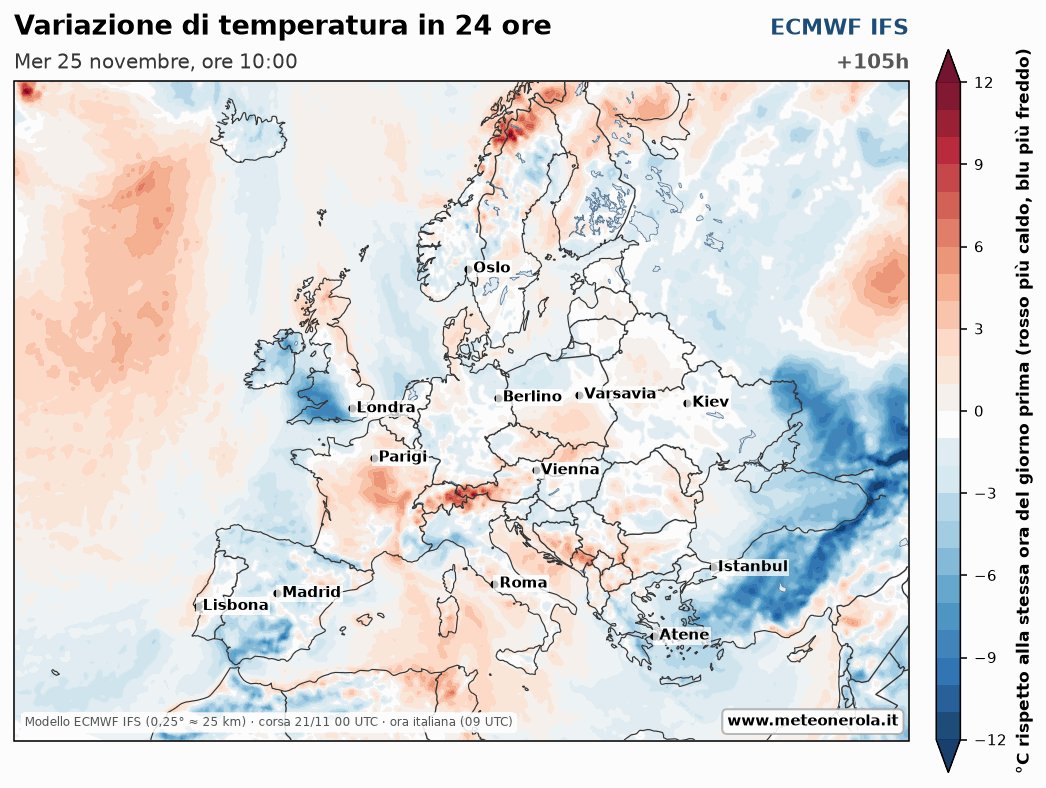 Variazione di temperatura in 24 ore
ECMWF IFS
Mer 25 novembre, ore 10:00
+105h
12
9
6
3
0
−3
−6
−9
−12
°C rispetto alla stessa ora del giorno prima (rosso più caldo, blu più freddo)
Oslo
Berlino
Varsavia
Kiev
Londra
Parigi
Vienna
Istanbul
Roma
Madrid
Lisbona
Atene
Modello ECMWF IFS (0,25° ≈ 25 km) · corsa 21/11 00 UTC · ora italiana (09 UTC)
www.meteonerola.it